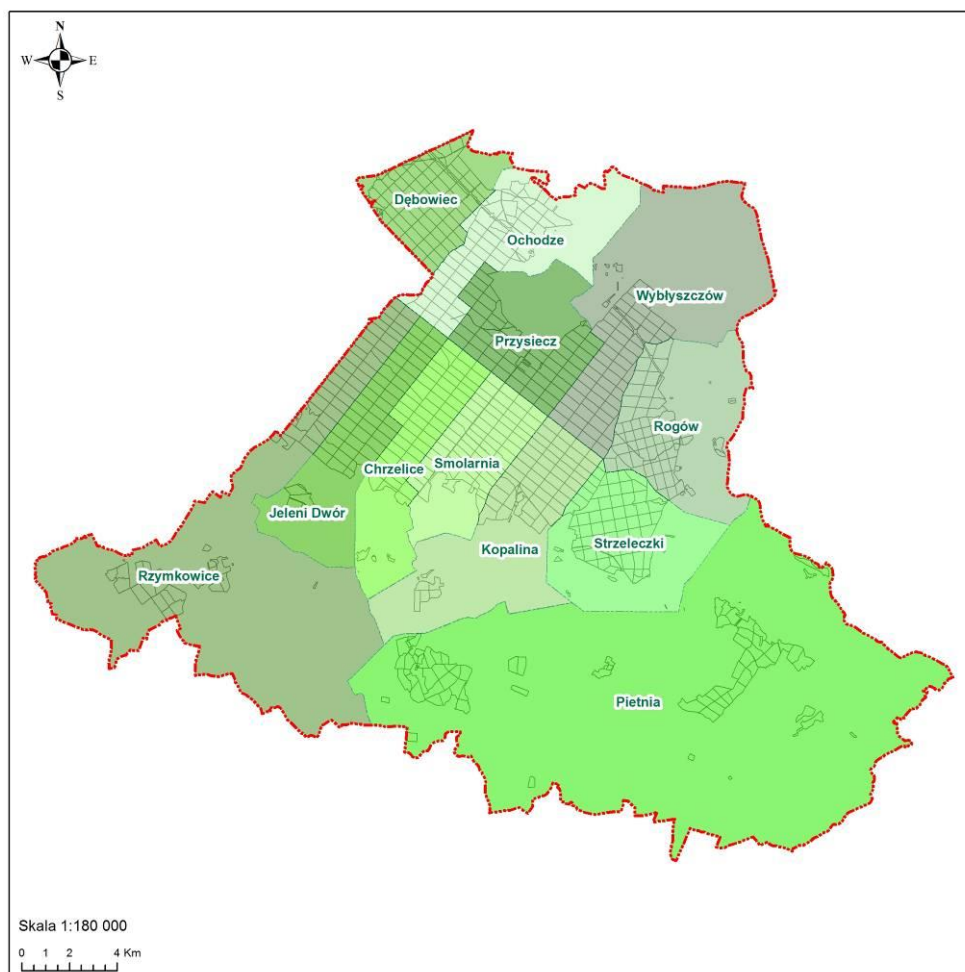 N
W E
S
Dębowiec
Ochodze
Wybłyszczów
Przysiecz
Rogów
Chrzelice
Smolarnia
Jeleni Dwór
Kopalina
Strzeleczki
Rzymkowice
Pietnia
Skala 1:180 000
0 1 2 4 Km